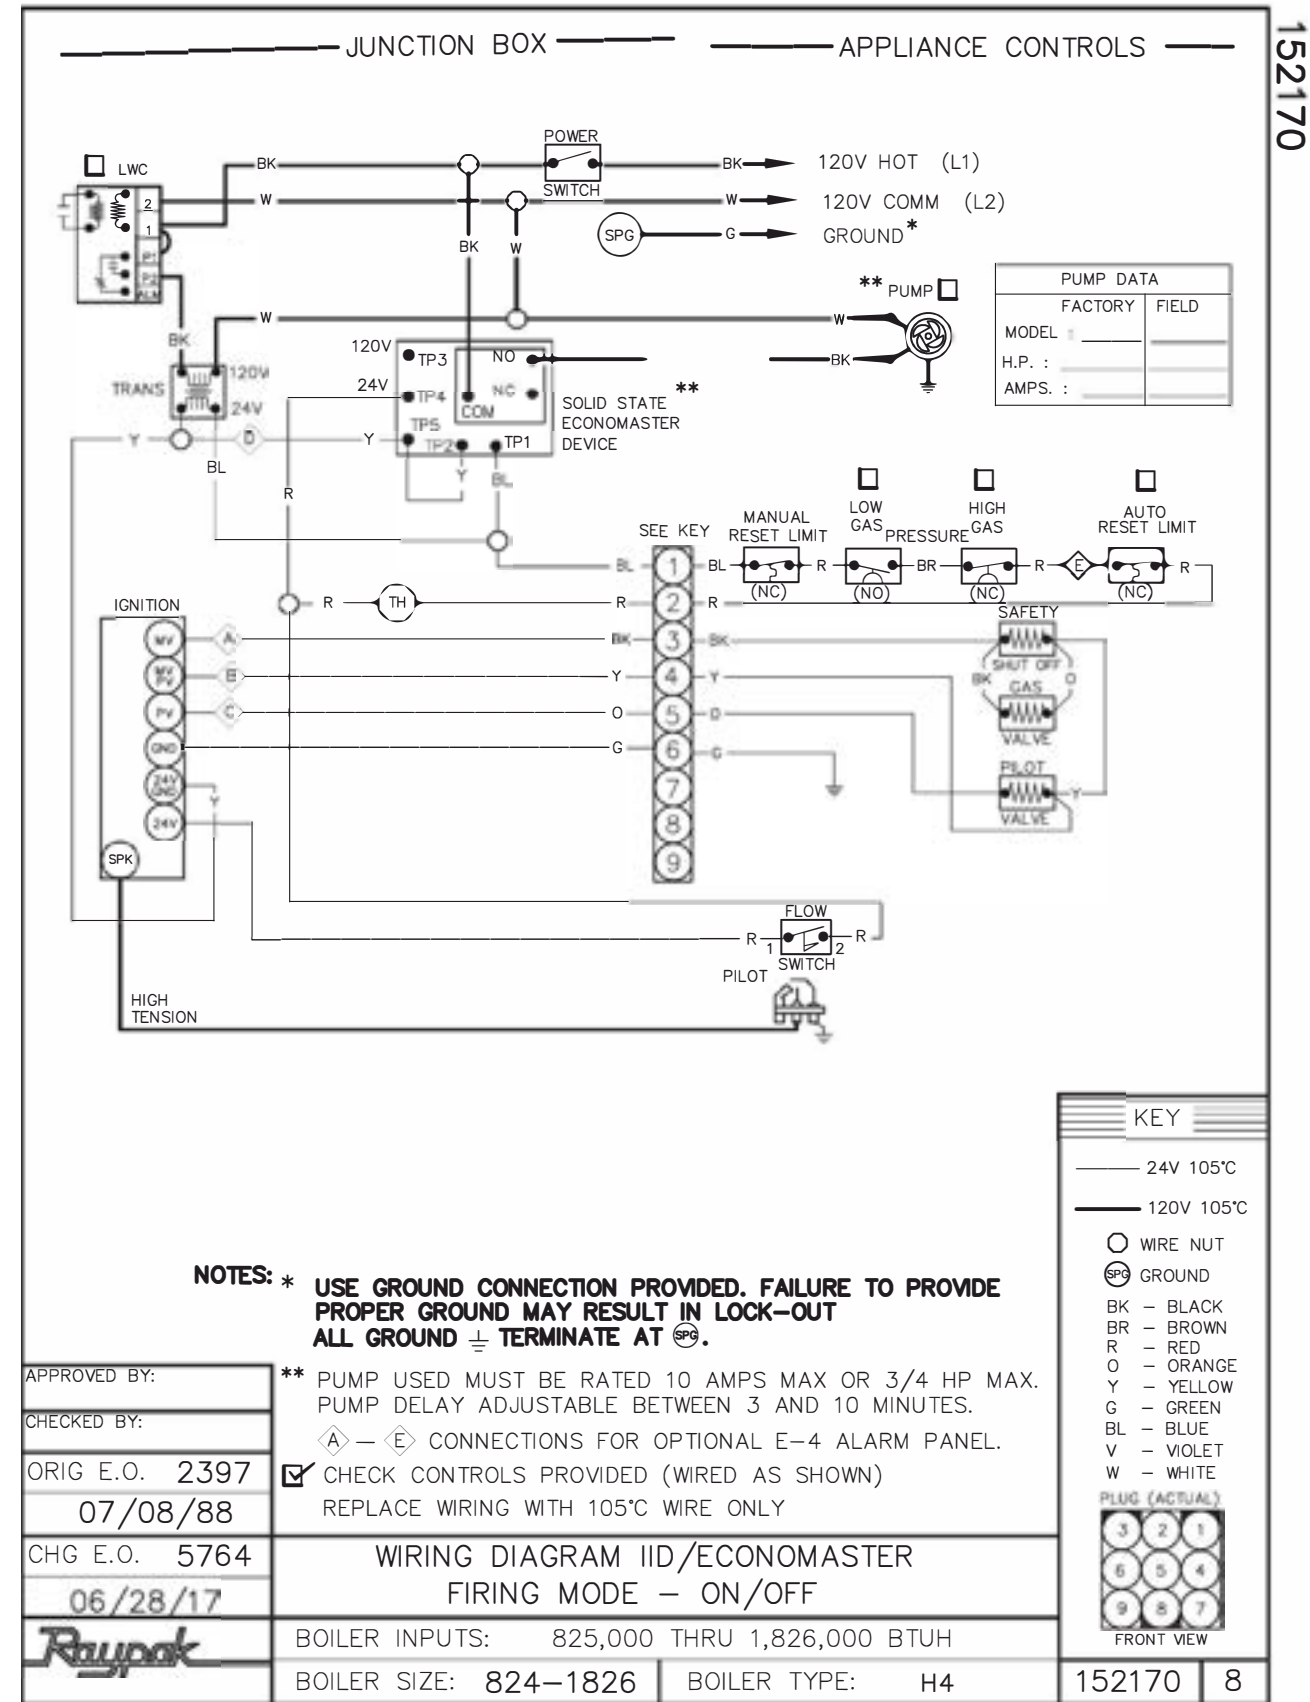 JUNCTION BOX
APPLIANCE CONTROLS
152170
LWC
BK
POWER
SWITCH
BK
120V HOT (L1)
W
W
120V COMM (L2)
SPG
G
GROUND*
2
1
P1
P2
ALM
BK
W
** PUMP
PUMP DATA
FACTORY FIELD
MODEL :
H.P. :
AMPS. :
BK
W
W
BK
TRANS
120V
24V
120V
24V
TP3
TP4
TP5
TP2
TP1
NO
NC
COM
**
SOLID STATE
ECONOMASTER
DEVICE
Y
D
Y
BL
Y
BL
R
SEE KEY
MANUAL
RESET LIMIT
(NC)
LOW
GAS
(NO)
PRESSURE
HIGH
GAS
(NC)
AUTO
RESET LIMIT
(NC)
BL
1
BL
R
BR
R
E
R
R
TH
R
2
R
IGNITION
MV
A
BK
3
BK
MV
PV
B
Y
4
Y
PV
C
O
5
O
GND
G
6
G
24V
GND
Y
7
24V
8
9
SPK
SAFETY
SHUT OFF
BK
O
GAS
VALVE
PILOT
Y
VALVE
FLOW
R
1
2
R
SWITCH
PILOT
HIGH
TENSION
KEY
24V 105°C
120V 105°C
WIRE NUT
SPG GROUND
BK – BLACK
BR – BROWN
R – RED
O – ORANGE
Y – YELLOW
G – GREEN
BL – BLUE
V – VIOLET
W – WHITE
PLUG (ACTUAL)
3 2 1
6 5 4
9 8 7
FRONT VIEW
NOTES: * USE GROUND CONNECTION PROVIDED. FAILURE TO PROVIDE
PROPER GROUND MAY RESULT IN LOCK–OUT
ALL GROUND ⏚ TERMINATE AT SPG.
** PUMP USED MUST BE RATED 10 AMPS MAX OR 3/4 HP MAX.
PUMP DELAY ADJUSTABLE BETWEEN 3 AND 10 MINUTES.
A – E CONNECTIONS FOR OPTIONAL E–4 ALARM PANEL.
☑ CHECK CONTROLS PROVIDED (WIRED AS SHOWN)
REPLACE WIRING WITH 105°C WIRE ONLY
APPROVED BY:
CHECKED BY:
ORIG E.O. 2397
07/08/88
CHG E.O. 5764
06/28/17
Raypak
WIRING DIAGRAM IID/ECONOMASTER
FIRING MODE – ON/OFF
BOILER INPUTS: 825,000 THRU 1,826,000 BTUH
BOILER SIZE: 824–1826
BOILER TYPE: H4
152170 8